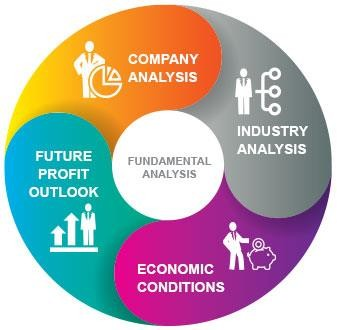 COMPANY
ANALYSIS
INDUSTRY
ANALYSIS
FUTURE
PROFIT
OUTLOOK
FUNDAMENTAL
ANALYSIS
ECONOMIC
CONDITIONS